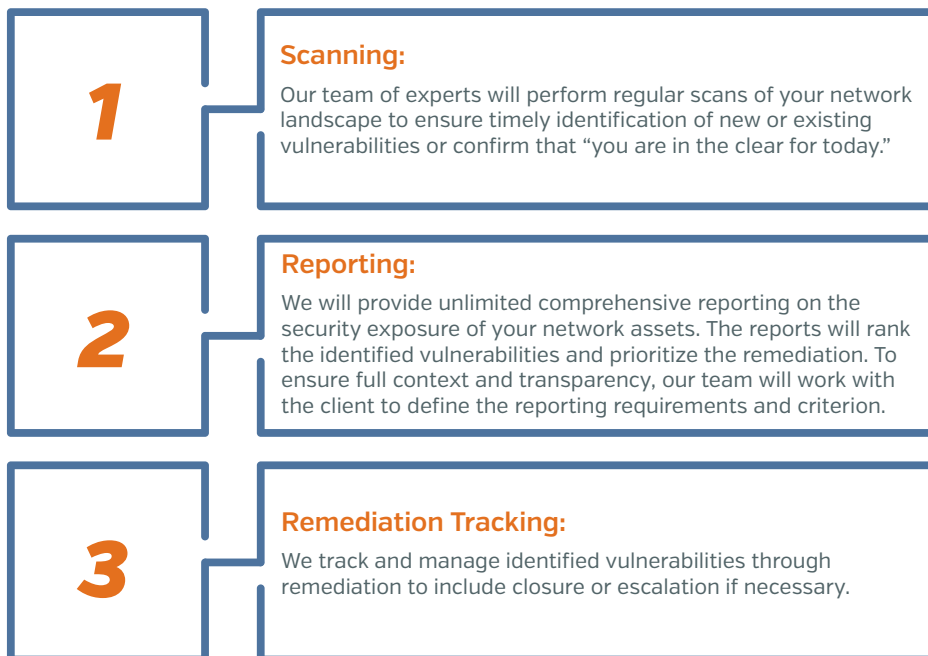 1
Scanning:
Our team of experts will perform regular scans of your network
landscape to ensure timely identification of new or existing
vulnerabilities or confirm that “you are in the clear for today.”
2
Reporting:
We will provide unlimited comprehensive reporting on the
security exposure of your network assets. The reports will rank
the identified vulnerabilities and prioritize the remediation. To
ensure full context and transparency, our team will work with
the client to define the reporting requirements and criterion.
3
Remediation Tracking:
We track and manage identified vulnerabilities through
remediation to include closure or escalation if necessary.